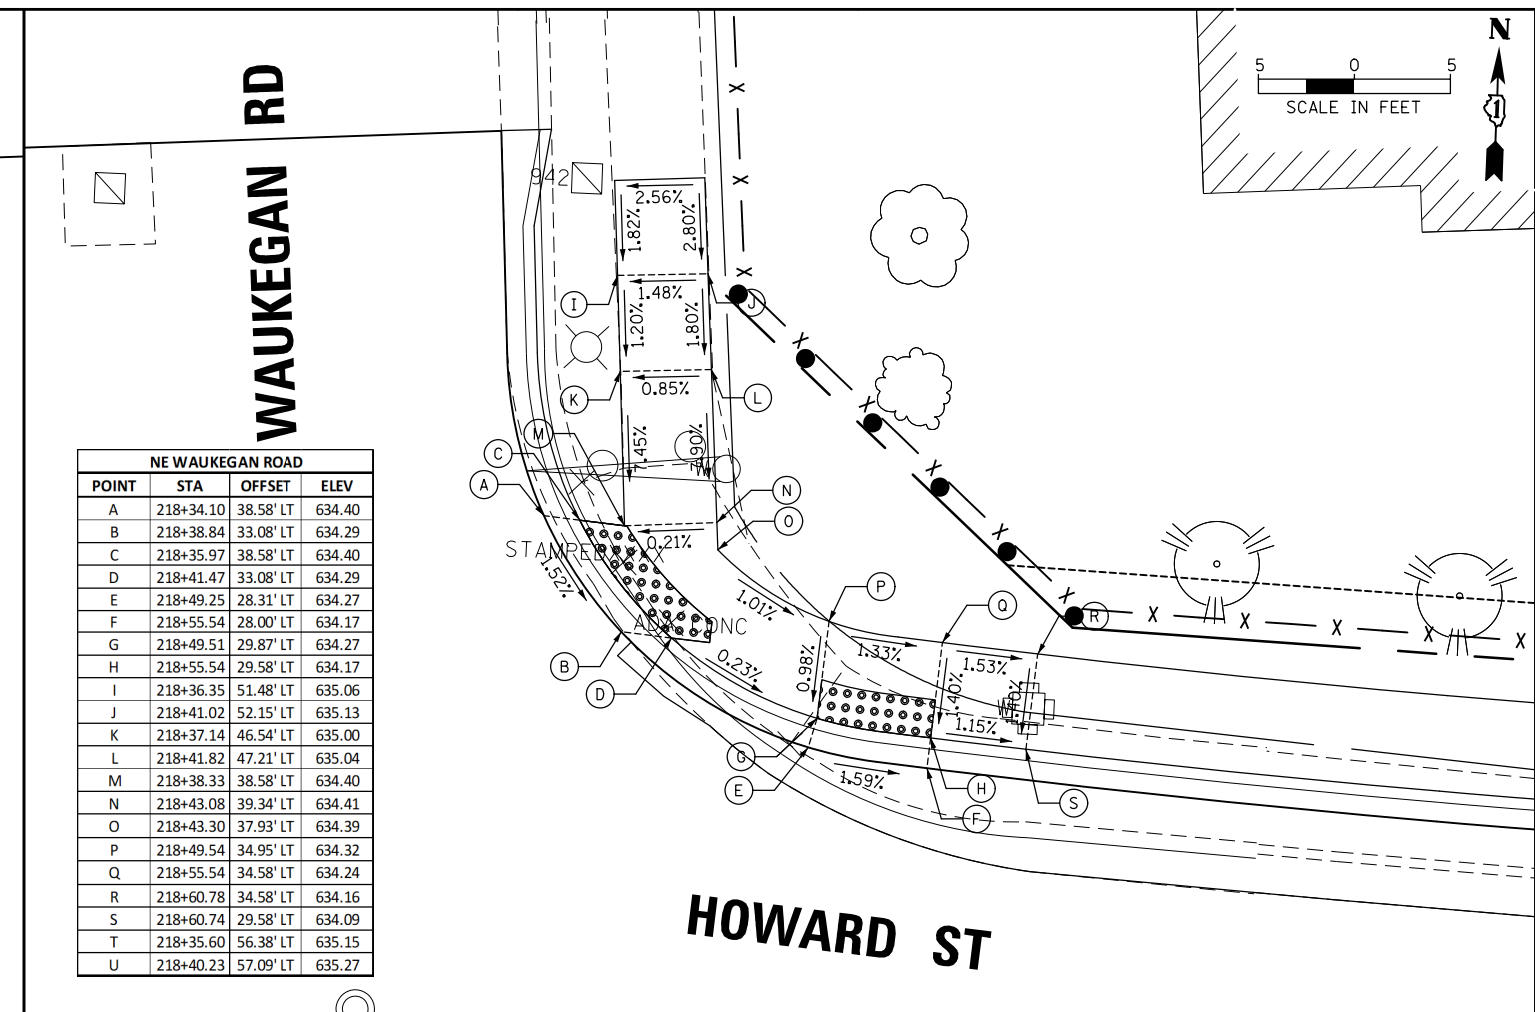 N
5 0 5
SCALE IN FEET
1
WAUKEGAN RD
942
2.56%
1.82%
2.80%
I
1.48%
J
1.20%
1.80%
K
0.85%
L
M
7.45%
W
C
A
N
O
0.21%
STAMPED
1.52%
1.01%
P
Q
R
B
D
0.23%
0.98%
1.33%
1.53%
1.40%
W
1.15%
G
E
1.59%
H
F
S
NE WAUKEGAN ROAD
POINT STA OFFSET ELEV
A 218+34.10 38.58' LT 634.40
B 218+38.84 33.08' LT 634.29
C 218+35.97 38.58' LT 634.40
D 218+41.47 33.08' LT 634.29
E 218+49.25 28.31' LT 634.27
F 218+55.54 28.00' LT 634.17
G 218+49.51 29.87' LT 634.27
H 218+55.54 29.58' LT 634.17
I 218+36.35 51.48' LT 635.06
J 218+41.02 52.15' LT 635.13
K 218+37.14 46.54' LT 635.00
L 218+41.82 47.21' LT 635.04
M 218+38.33 38.58' LT 634.40
N 218+43.08 39.34' LT 634.41
O 218+43.30 37.93' LT 634.39
P 218+49.54 34.95' LT 634.32
Q 218+55.54 34.58' LT 634.24
R 218+60.78 34.58' LT 634.16
S 218+60.74 29.58' LT 634.09
T 218+35.60 56.38' LT 635.15
U 218+40.23 57.09' LT 635.27
HOWARD ST